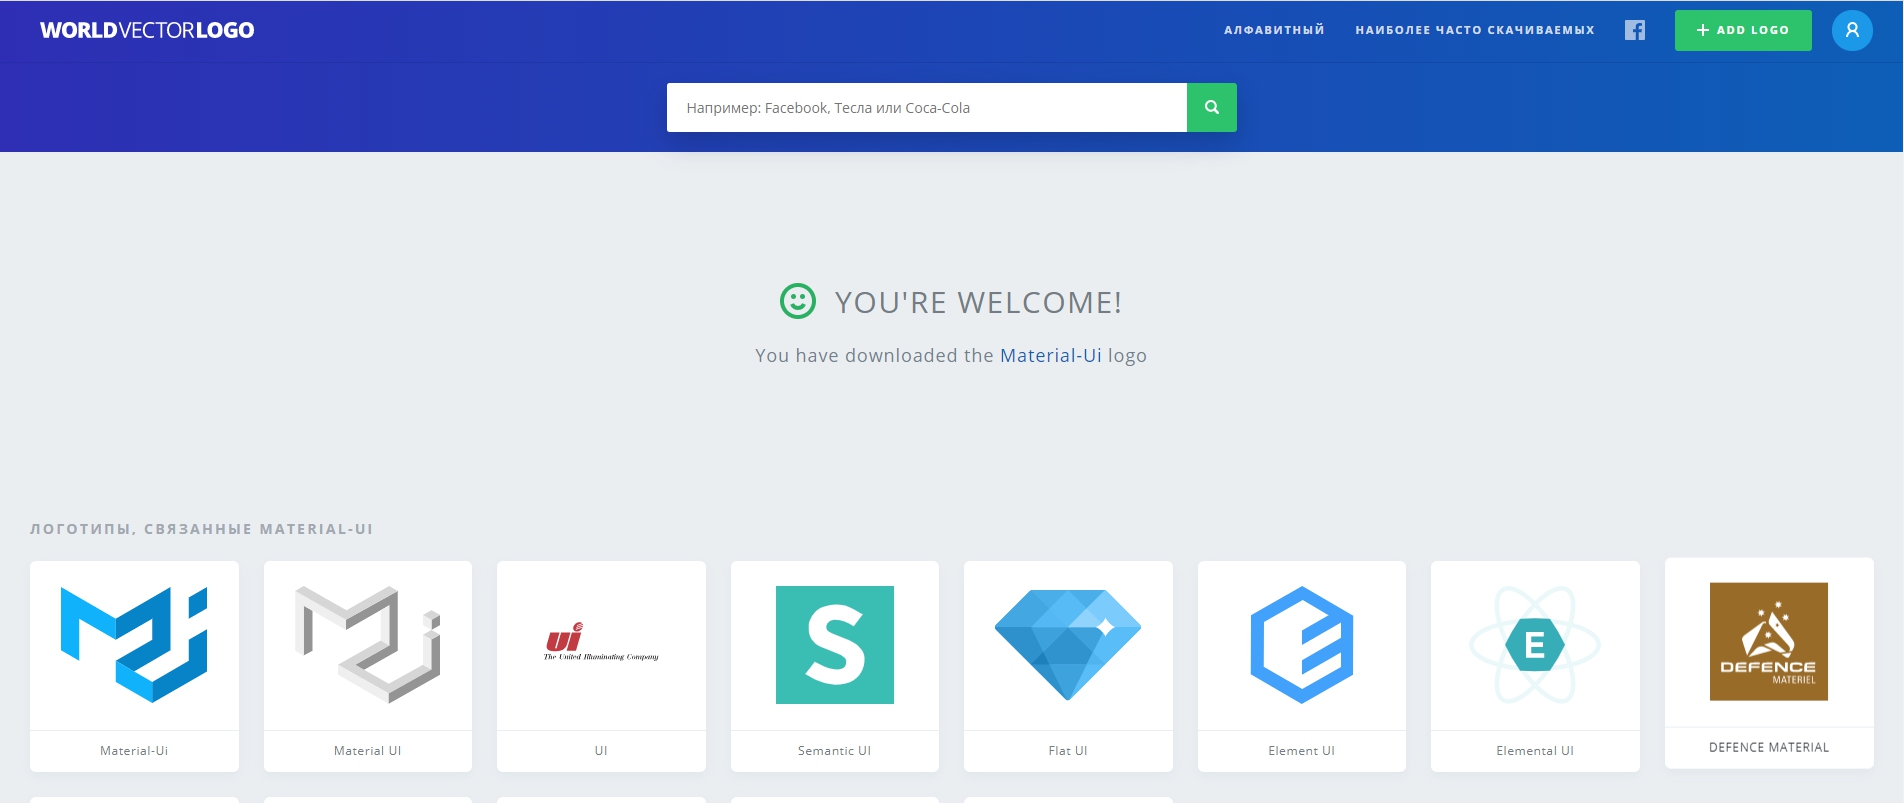 WORLDVECTORLOGO
АЛФАВИТНЫЙ
НАИБОЛЕЕ ЧАСТО СКАЧИВАЕМЫХ
ADD LOGO
Например: Facebook, Тесла или Coca-Cola
YOU'RE WELCOME!
You have downloaded the Material-Ui logo
ЛОГОТИПЫ, СВЯЗАННЫЕ MATERIAL-UI
ui
The United Illuminating Company
S
E
DEFENCE
MATERIEL
Material-Ui
Material UI
UI
Semantic UI
Flat UI
Element UI
Elemental UI
DEFENCE MATERIAL